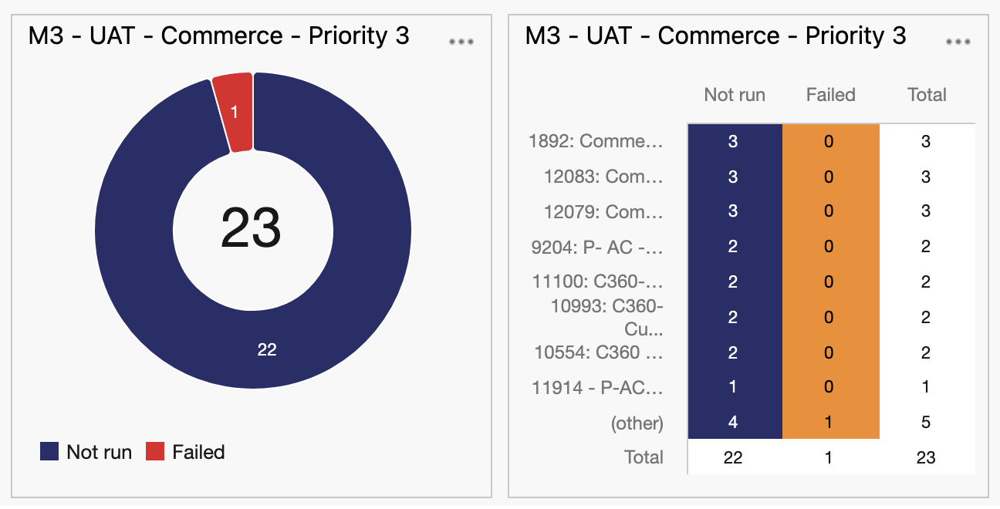 M3 - UAT - Commerce - Priority 3
1
23
22
Not run Failed
M3 - UAT - Commerce - Priority 3
Not run Failed Total
1892: Comme... 3 0 3
12083: Com... 3 0 3
12079: Com... 3 0 3
9204: P- AC -... 2 0 2
11100: C360-... 2 0 2
10993: C360-
Cu... 2 0 2
10554: C360 ... 2 0 2
11914 - P-AC... 1 0 1
(other) 4 1 5
Total 22 1 23